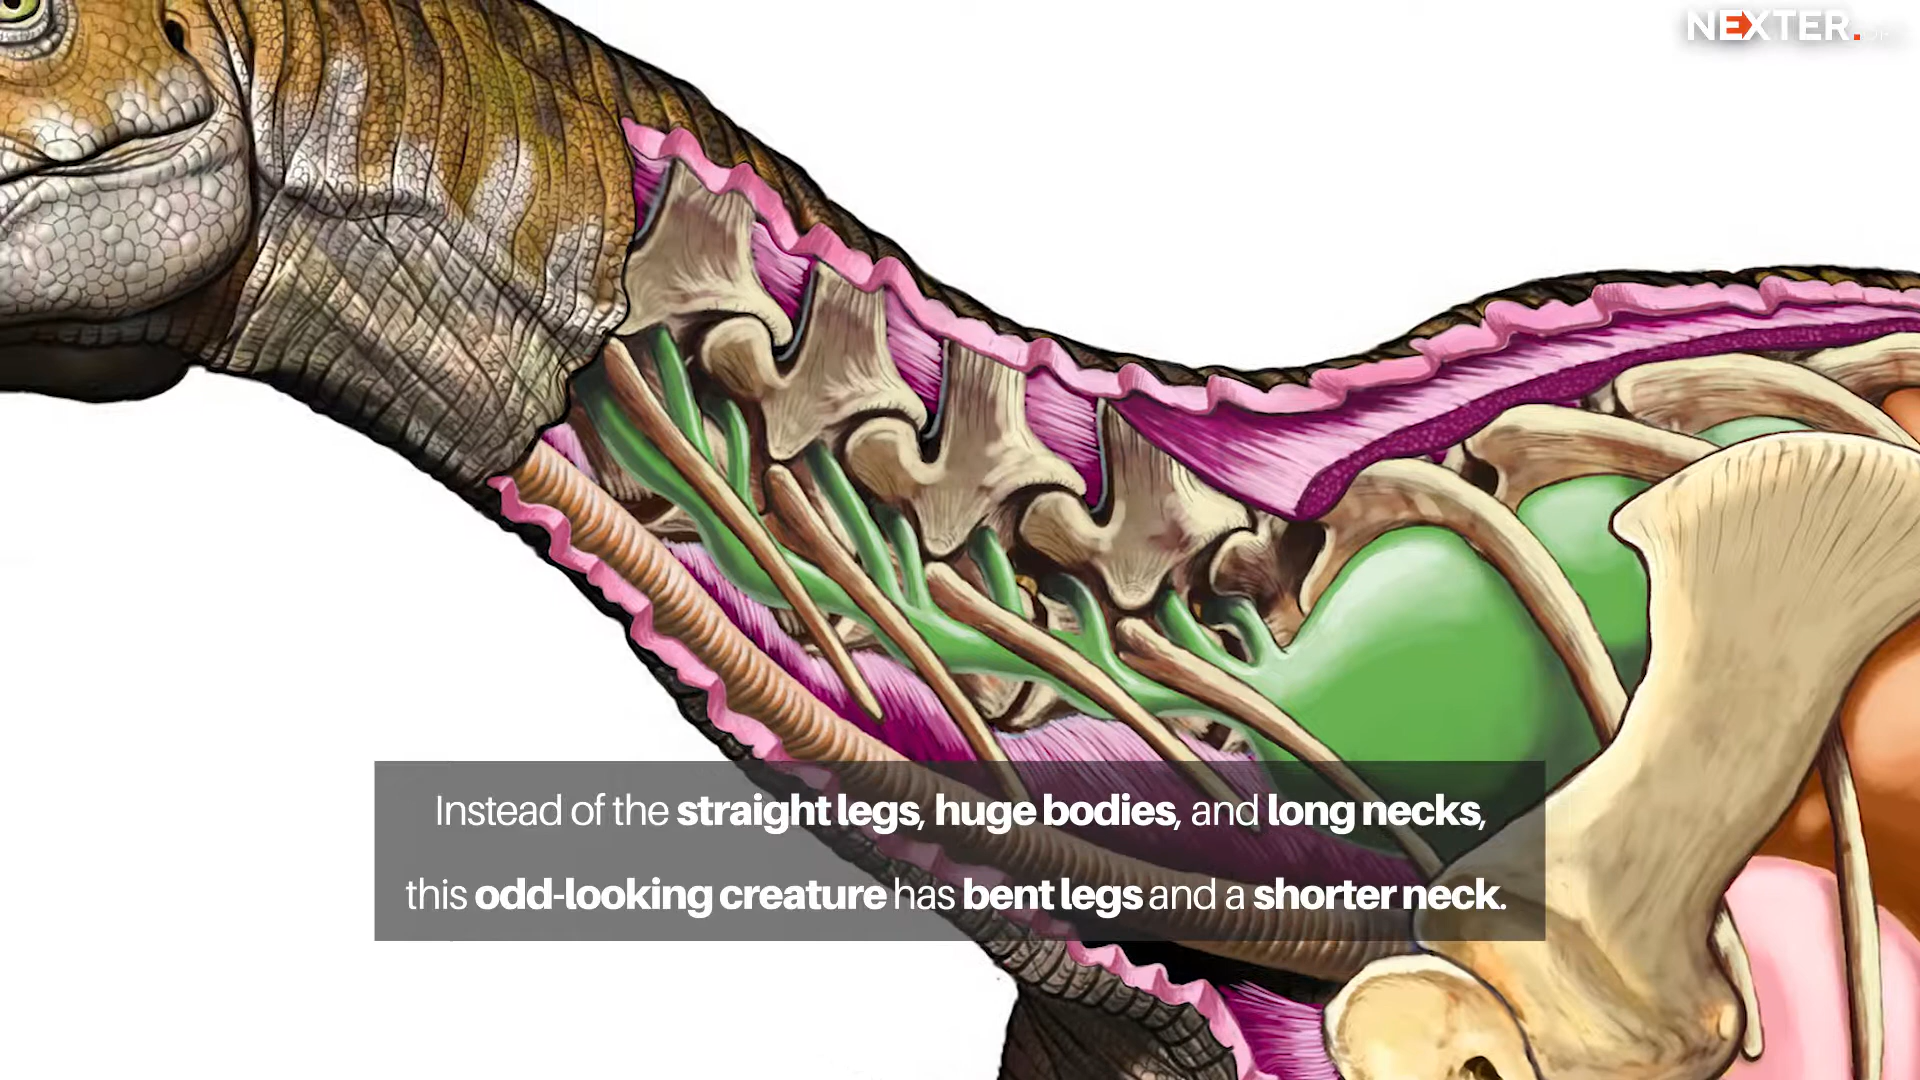 NEXTER.
Instead of the straight legs, huge bodies, and long necks,
this odd-looking creature has bent legs and a shorter neck.